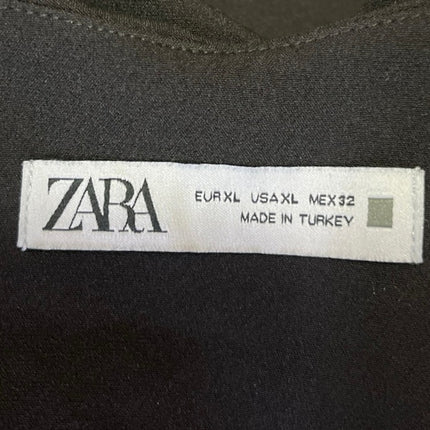 ZARA
EUR XL USA XL MEX 32
MADE IN TURKEY